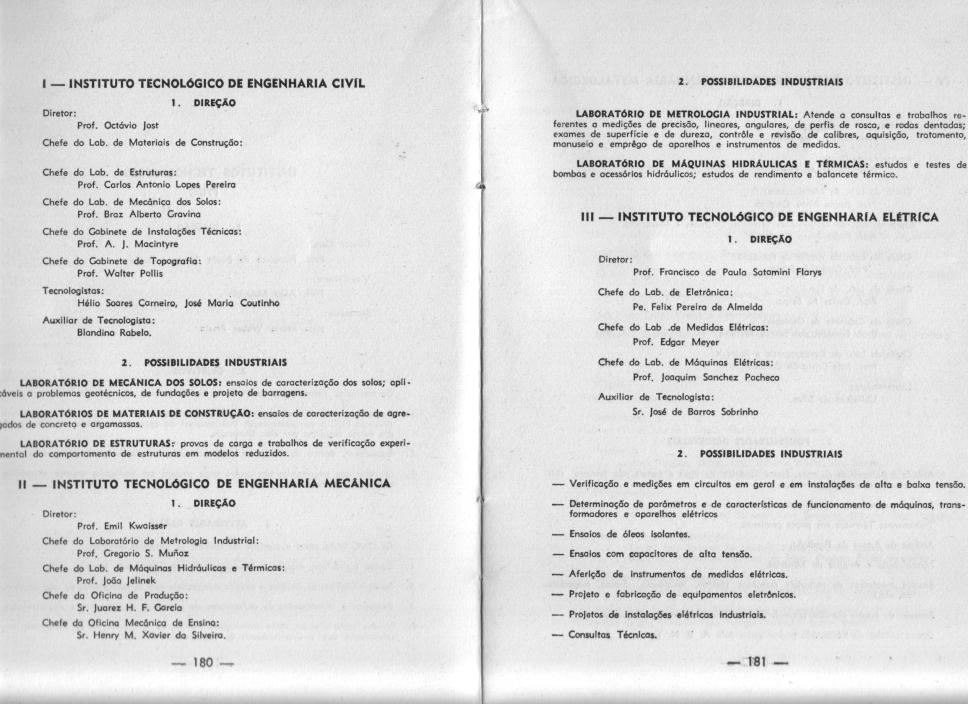 I — INSTITUTO TECNOLÓGICO DE ENGENHARIA CIVIL
1. DIREÇÃO
Diretor:
Prof. Octávio Jost
Chefe do Lab. de Materiais de Construção:
Chefe do Lab. de Estruturas:
Prof. Carlos Antonio Lopes Pereira
Chefe do Lab. de Mecânica dos Solos:
Prof. Braz Alberto Gravina
Chefe do Gabinete de Instalações Técnicas:
Prof. A. J. Macintyre
Chefe do Gabinete de Topografia:
Prof. Walter Pollis
Tecnologistas:
Hélio Soares Carneiro, José Maria Coutinho
Auxiliar de Tecnologista:
Blandina Rabelo.
2. POSSIBILIDADES INDUSTRIAIS
LABORATÓRIO DE MECÂNICA DOS SOLOS: ensaios de caracterização dos solos; apli-
cáveis a problemas geotécnicos, de fundações e projeto de barragens.
LABORATÓRIOS DE MATERIAIS DE CONSTRUÇÃO: ensaios de caracterização de agre-
gados de concreto e argamassas.
LABORATÓRIO DE ESTRUTURAS: provas de carga e trabalhos de verificação experi-
mental do comportamento de estruturas em modelos reduzidos.
II — INSTITUTO TECNOLÓGICO DE ENGENHARIA MECÂNICA
1. DIREÇÃO
Diretor:
Prof. Emil Kwaisser
Chefe do Laboratório de Metrologia Industrial:
Prof. Gregorio S. Muñoz
Chefe do Lab. de Máquinas Hidráulicas e Térmicas:
Prof. João Jelinek
Chefe da Oficina de Produção:
Sr. Juarez H. F. Garcia
Chefe da Oficina Mecânica de Ensino:
Sr. Henry M. Xavier da Silveira.
— 180 —
2. POSSIBILIDADES INDUSTRIAIS
LABORATÓRIO DE METROLOGIA INDUSTRIAL: Atende a consultas e trabalhos re-
ferentes a medições de precisão, lineares, angulares, de perfis de rosca, e rodas dentadas;
exames de superfície e de dureza, contrôle e revisão de calibres, aquisição, tratamento,
manuseio e emprêgo de aparelhos e instrumentos de medidas.
LABORATÓRIO DE MÁQUINAS HIDRÁULICAS E TÉRMICAS: estudos e testes de
bombas e acessórios hidráulicos; estudos de rendimento e balancete térmico.
III — INSTITUTO TECNOLÓGICO DE ENGENHARIA ELÉTRICA
1. DIREÇÃO
Diretor:
Prof. Francisco de Paula Satamini Flarys
Chefe do Lab. de Eletrônica:
Pe. Felix Pereira de Almeida
Chefe do Lab .de Medidas Elétricas:
Prof. Edgar Meyer
Chefe do Lab. de Máquinas Elétricas:
Prof. Joaquim Sanchez Pacheco
Auxiliar de Tecnologista:
Sr. José de Barros Sobrinho
2. POSSIBILIDADES INDUSTRIAIS
— Verificação e medições em circuitos em geral e em instalações de alta e baixa tensão.
— Determinação de parâmetros e de características de funcionamento de máquinas, trans-
formadores e aparelhos elétricos
— Ensaios de óleos isolantes.
— Ensaios com capacitores de alta tensão.
— Aferição de instrumentos de medidas elétricas.
— Projeto e fabricação de equipamentos eletrônicos.
— Projetos de instalações elétricas industriais.
— Consultas Técnicas.
— 181 —